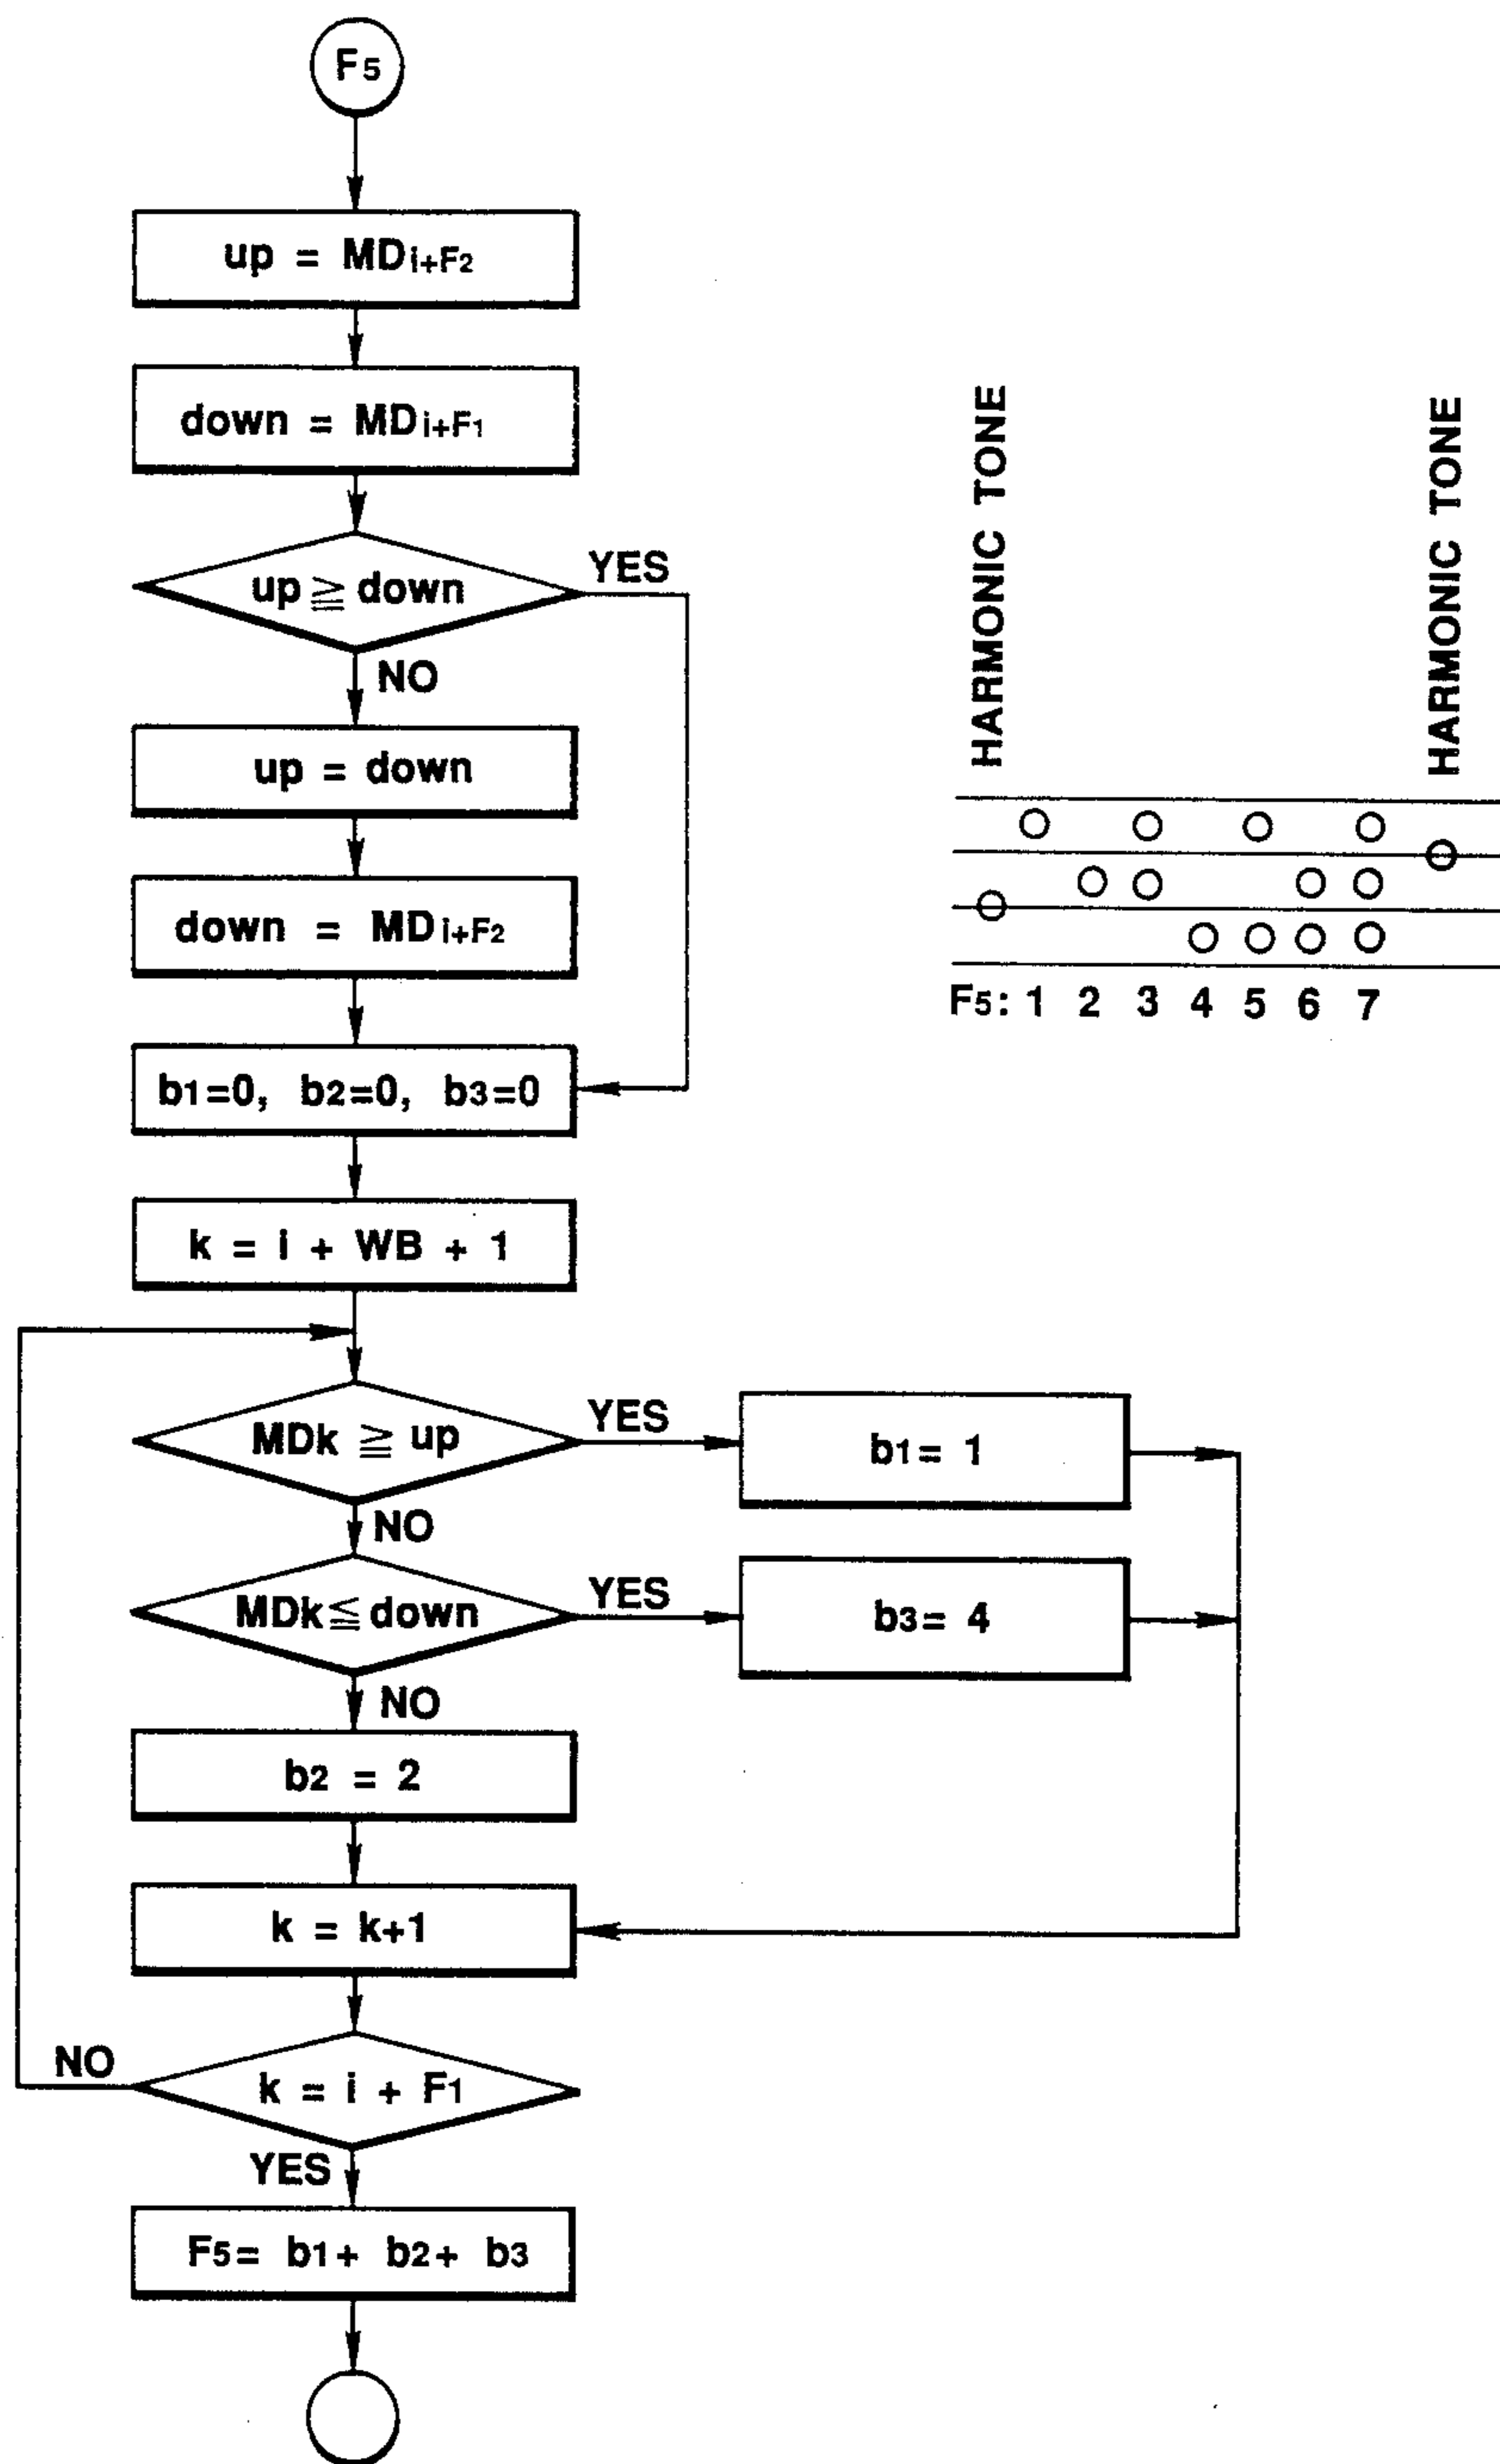 F5
up = MDi+F2
down = MDi+F1
up ≧ down
YES
NO
up = down
down = MDi+F2
b1=0, b2=0, b3=0
k = i + WB + 1
MDk ≧ up
YES
b1= 1
NO
MDk ≦ down
YES
b3= 4
NO
b2 = 2
k = k+1
NO
k = i + F1
YES
F5= b1+ b2+ b3
HARMONIC TONE
HARMONIC TONE
F5: 1 2 3 4 5 6 7